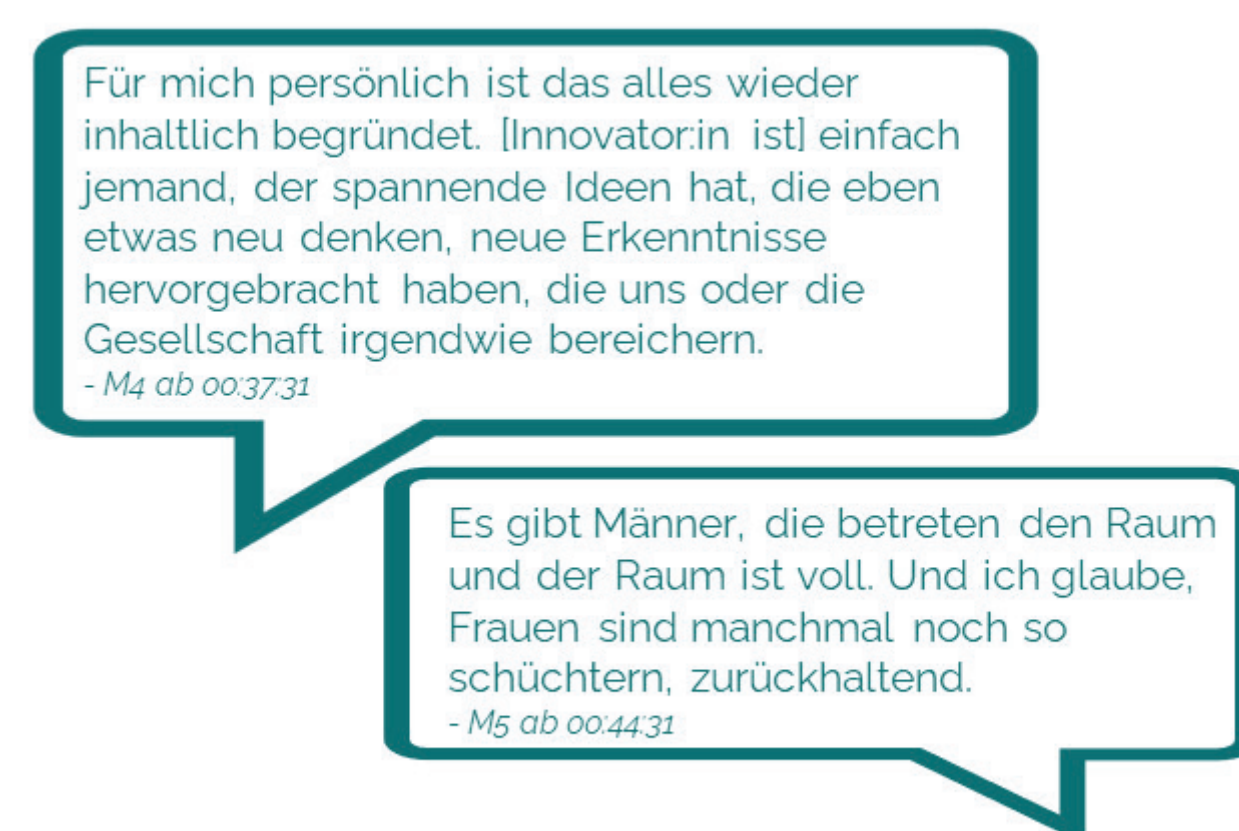 Für mich persönlich ist das alles wieder
inhaltlich begründet. [Innovator:in ist] einfach
jemand, der spannende Ideen hat, die eben
etwas neu denken, neue Erkenntnisse
hervorgebracht haben, die uns oder die
Gesellschaft irgendwie bereichern.
- M4 ab 00:37:31
Es gibt Männer, die betreten den Raum
und der Raum ist voll. Und ich glaube,
Frauen sind manchmal noch so
schüchtern, zurückhaltend.
- M5 ab 00:44:31